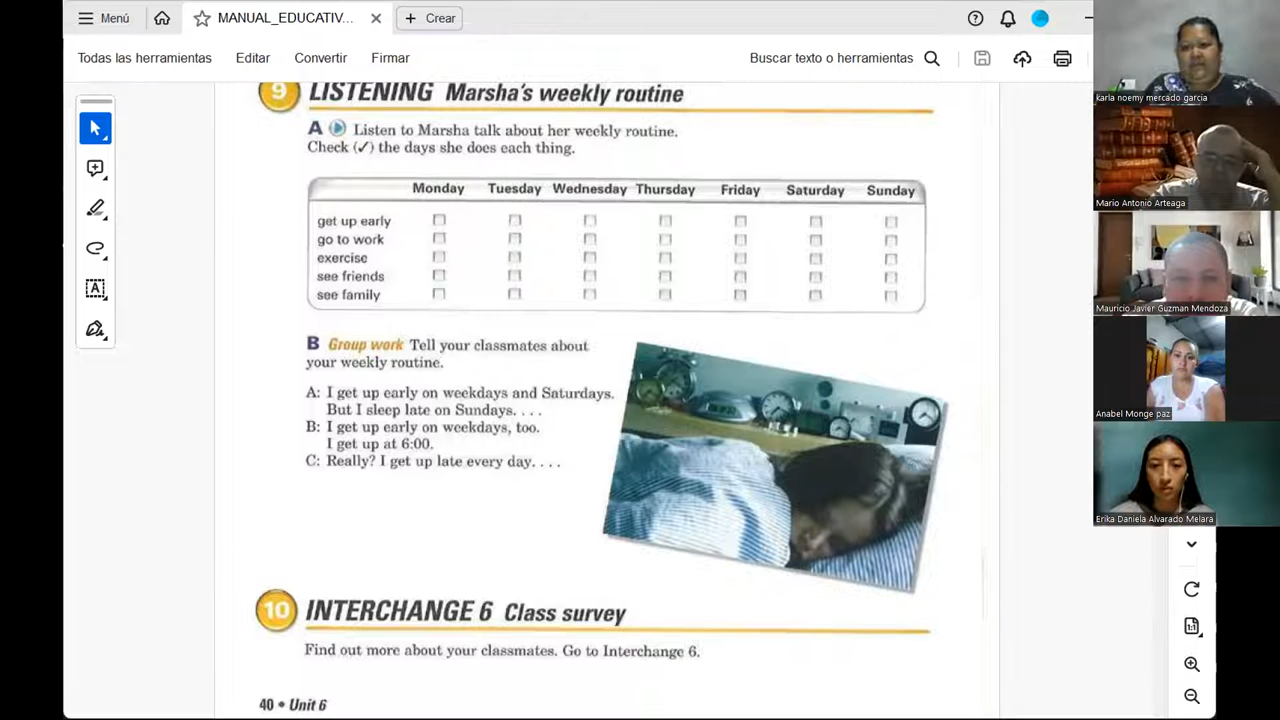 Menú
MANUAL_EDUCATIV...
Crear
Todas las herramientas
Editar
Convertir
Firmar
Buscar texto o herramientas
9 LISTENING Marsha's weekly routine
A Listen to Marsha talk about her weekly routine.
Check (✓) the days she does each thing.
Monday Tuesday Wednesday Thursday Friday Saturday Sunday
get up early
go to work
exercise
see friends
see family
B Group work Tell your classmates about
your weekly routine.
A: I get up early on weekdays and Saturdays.
But I sleep late on Sundays. . . .
B: I get up early on weekdays, too.
I get up at 6:00.
C: Really? I get up late every day. . . .
10 INTERCHANGE 6 Class survey
Find out more about your classmates. Go to Interchange 6.
40 • Unit 6
karla noemy mercado garcia
Mario Antonio Arteaga
Mauricio Javier Guzman Mendoza
Anabel Monge paz
Erika Daniela Alvarado Melara